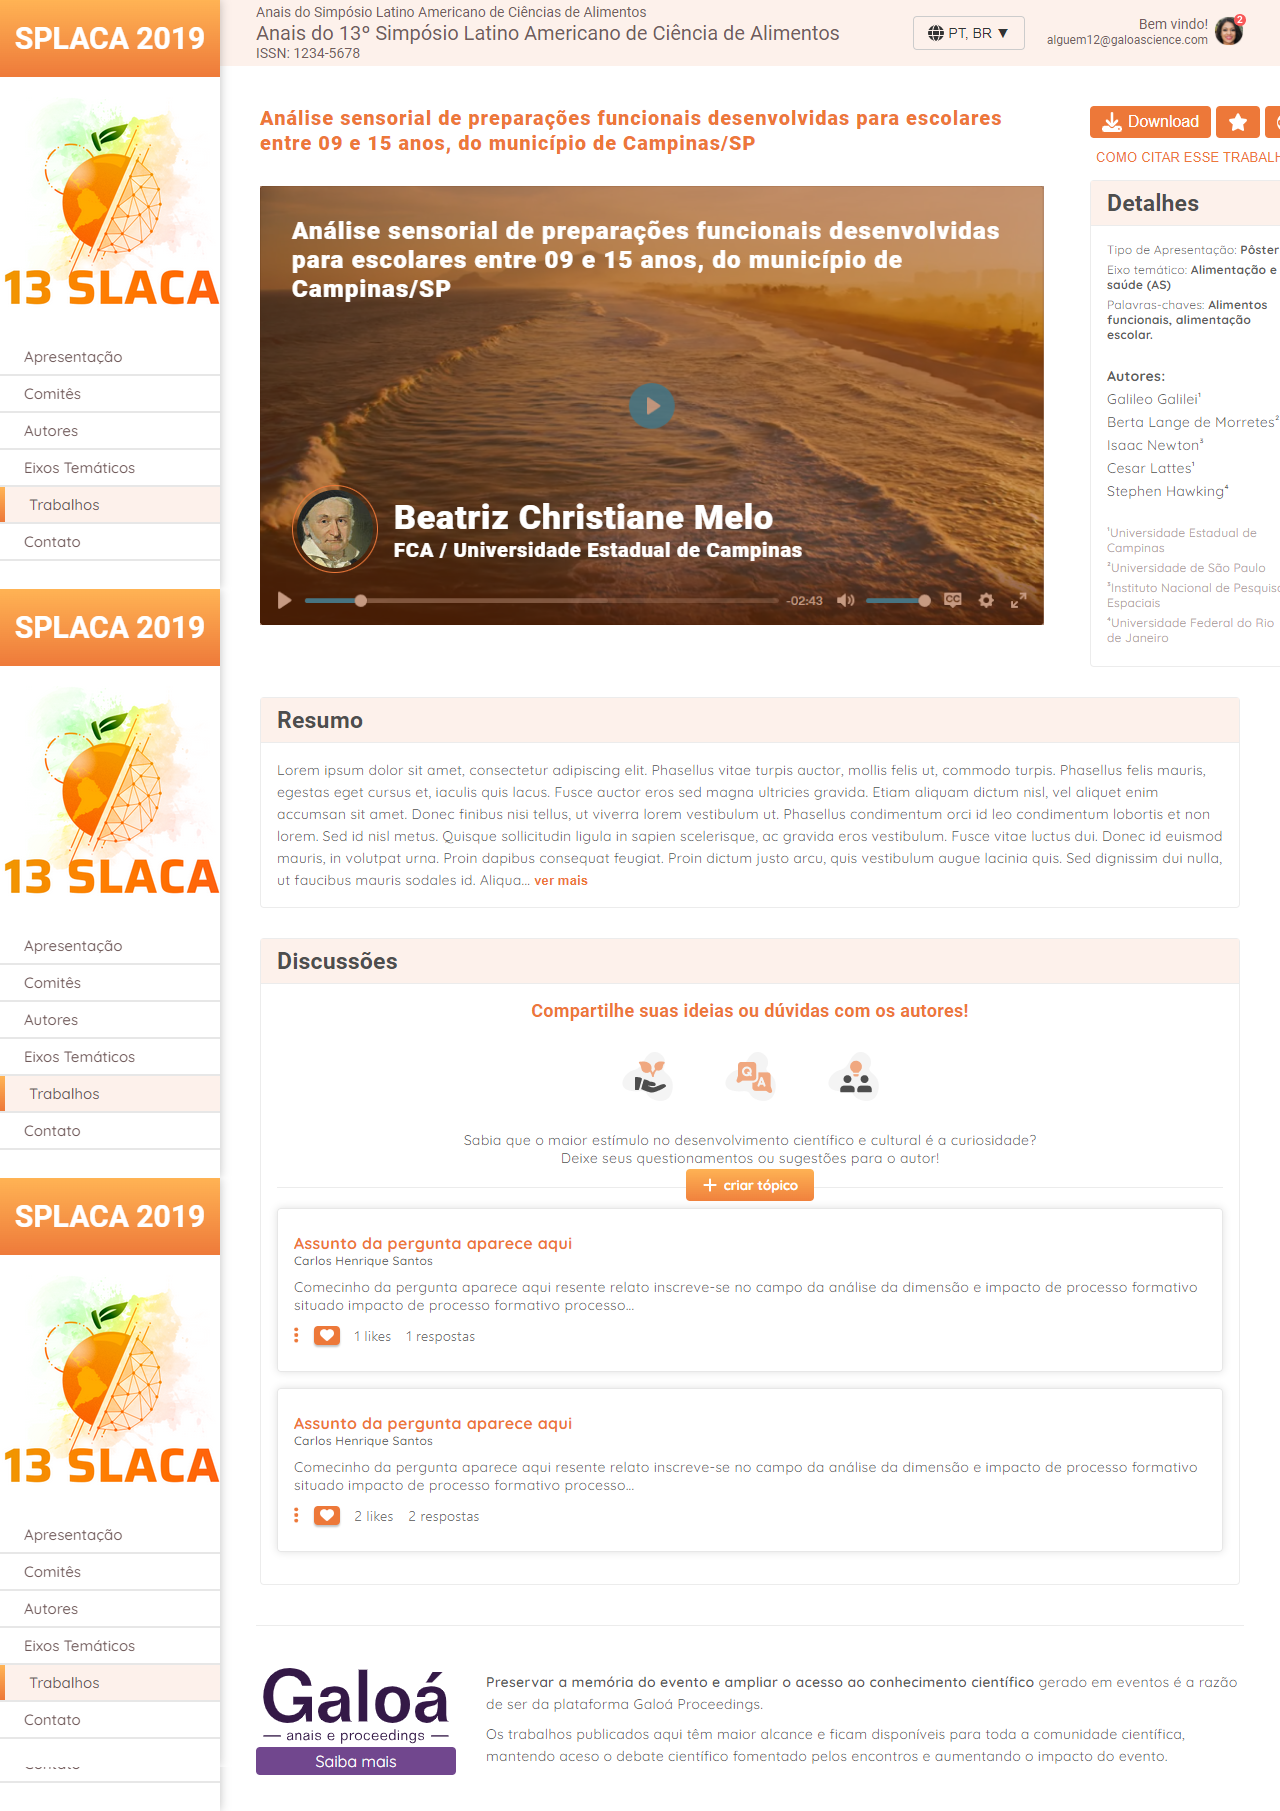 SPLACA 2019
13 SLACA
Apresentação
Comitês
Autores
Eixos Temáticos
Trabalhos
Contato
SPLACA 2019
13 SLACA
Apresentação
Comitês
Autores
Eixos Temáticos
Trabalhos
Contato
SPLACA 2019
13 SLACA
Apresentação
Comitês
Autores
Eixos Temáticos
Trabalhos
Contato
Anais do Simpósio Latino Americano de Ciências de Alimentos
Anais do 13º Simpósio Latino Americano de Ciência de Alimentos
ISSN: 1234-5678
PT, BR ▼
Bem vindo!
alguem12@galoascience.com
2
Análise sensorial de preparações funcionais desenvolvidas para escolares
entre 09 e 15 anos, do município de Campinas/SP
Análise sensorial de preparações funcionais desenvolvidas
para escolares entre 09 e 15 anos, do município de
Campinas/SP
Beatriz Christiane Melo
FCA / Universidade Estadual de Campinas
-02:43
CC
Download
COMO CITAR ESSE TRABALH
Detalhes
Tipo de Apresentação: Pôster
Eixo temático: Alimentação e
saúde (AS)
Palavras-chaves: Alimentos
funcionais, alimentação
escolar.
Autores:
Galileo Galilei¹
Berta Lange de Morretes²
Isaac Newton³
Cesar Lattes¹
Stephen Hawking⁴
¹Universidade Estadual de
Campinas
²Universidade de São Paulo
³Instituto Nacional de Pesquisa
Espaciais
⁴Universidade Federal do Rio
de Janeiro
Resumo
Lorem ipsum dolor sit amet, consectetur adipiscing elit. Phasellus vitae turpis auctor, mollis felis ut, commodo turpis. Phasellus felis mauris,
egestas eget cursus et, iaculis quis lacus. Fusce auctor eros sed magna ultricies gravida. Etiam aliquam dictum nisl, vel aliquet enim
accumsan sit amet. Donec finibus nisi tellus, ut viverra lorem vestibulum ut. Phasellus condimentum orci id leo condimentum lobortis et non
lorem. Sed id nisl metus. Quisque sollicitudin ligula in sapien scelerisque, ac gravida eros vestibulum. Fusce vitae luctus dui. Donec id euismod
mauris, in volutpat urna. Proin dapibus consequat feugiat. Proin dictum justo arcu, quis vestibulum augue lacinia quis. Sed dignissim dui nulla,
ut faucibus mauris sodales id. Aliqua... ver mais
Discussões
Compartilhe suas ideias ou dúvidas com os autores!
Q A
Sabia que o maior estímulo no desenvolvimento científico e cultural é a curiosidade?
Deixe seus questionamentos ou sugestões para o autor!
+ criar tópico
Assunto da pergunta aparece aqui
Carlos Henrique Santos
Comecinho da pergunta aparece aqui resente relato inscreve-se no campo da análise da dimensão e impacto de processo formativo
situado impacto de processo formativo processo...
1 likes 1 respostas
Assunto da pergunta aparece aqui
Carlos Henrique Santos
Comecinho da pergunta aparece aqui resente relato inscreve-se no campo da análise da dimensão e impacto de processo formativo
situado impacto de processo formativo processo...
2 likes 2 respostas
Galoá
anais e proceedings
Saiba mais
Preservar a memória do evento e ampliar o acesso ao conhecimento científico gerado em eventos é a razão
de ser da plataforma Galoá Proceedings.
Os trabalhos publicados aqui têm maior alcance e ficam disponíveis para toda a comunidade científica,
mantendo aceso o debate científico fomentado pelos encontros e aumentando o impacto do evento.